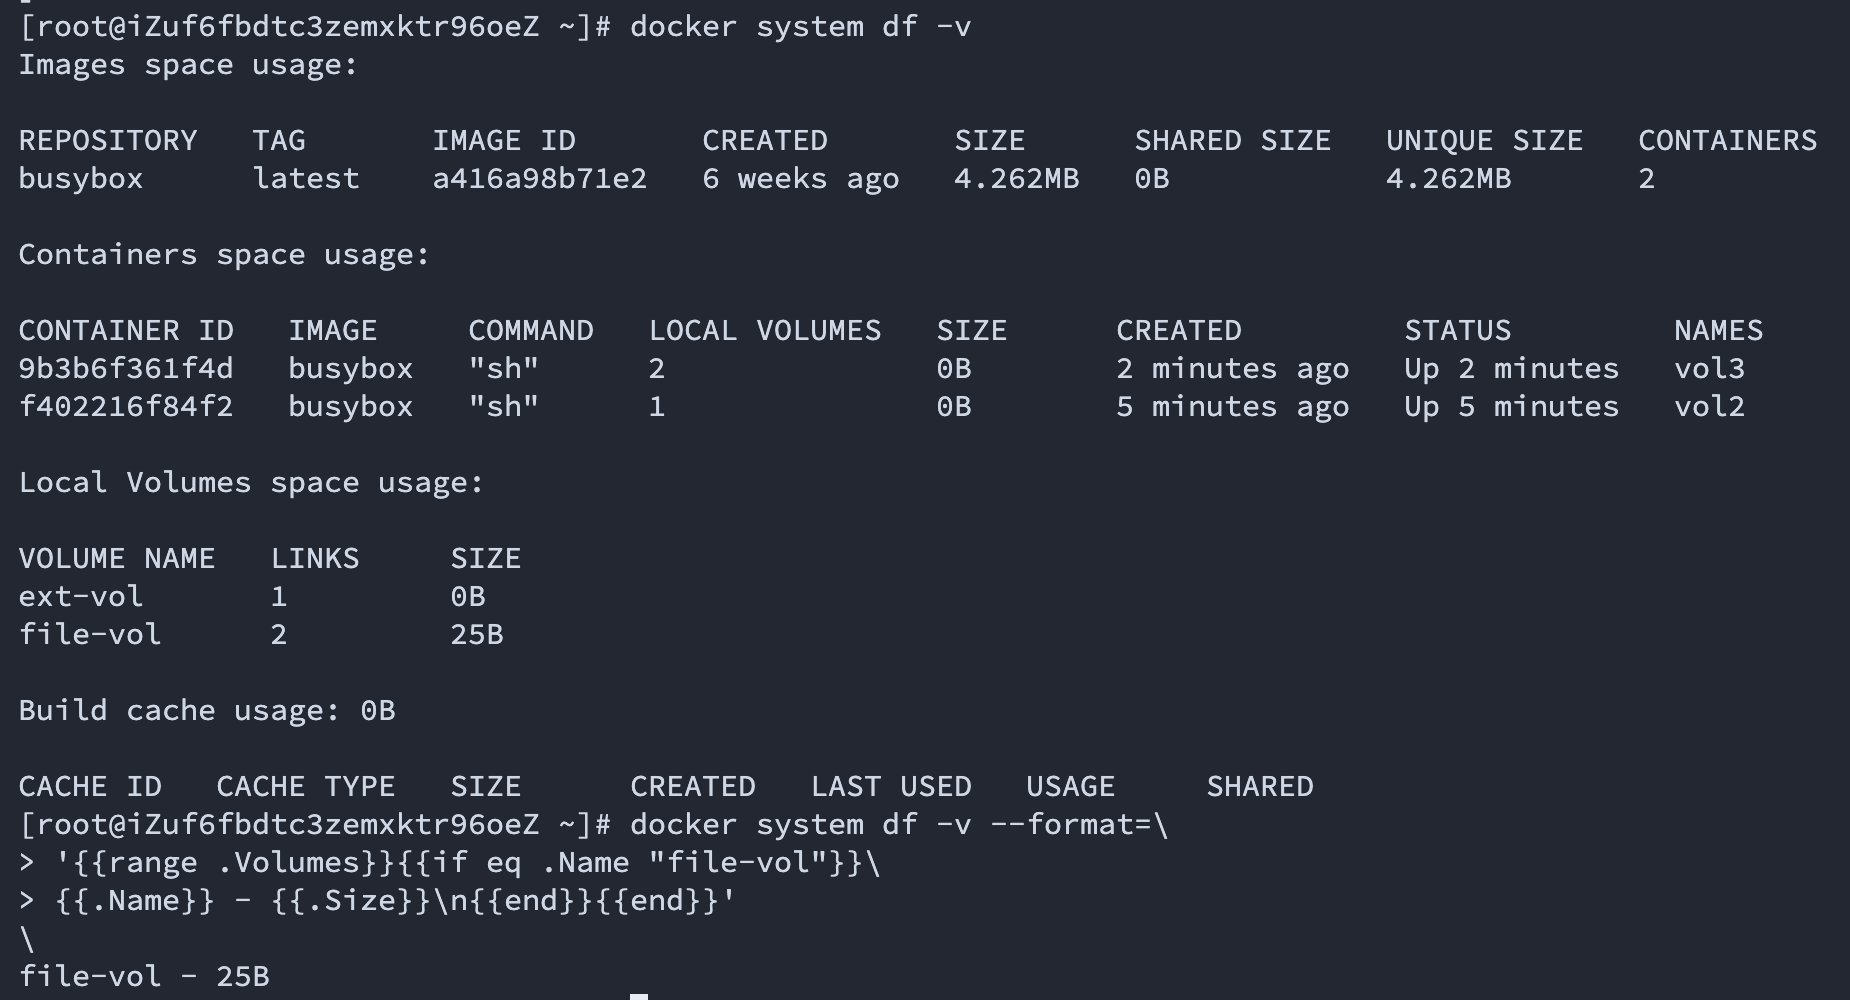 [root@iZuf6fbdtc3zemxktr96oeZ ~]# docker system df -v
Images space usage:
REPOSITORY   TAG       IMAGE ID       CREATED       SIZE      SHARED SIZE   UNIQUE SIZE   CONTAINERS
busybox      latest    a416a98b71e2   6 weeks ago   4.262MB   0B            4.262MB       2
Containers space usage:
CONTAINER ID   IMAGE     COMMAND   LOCAL VOLUMES   SIZE      CREATED         STATUS         NAMES
9b3b6f361f4d   busybox   "sh"      2               0B        2 minutes ago   Up 2 minutes   vol3
f402216f84f2   busybox   "sh"      1               0B        5 minutes ago   Up 5 minutes   vol2
Local Volumes space usage:
VOLUME NAME   LINKS     SIZE
ext-vol       1         0B
file-vol      2         25B
Build cache usage: 0B
CACHE ID   CACHE TYPE   SIZE      CREATED   LAST USED   USAGE     SHARED
[root@iZuf6fbdtc3zemxktr96oeZ ~]# docker system df -v --format=\
> '{{range .Volumes}}{{if eq .Name "file-vol"}}\
> {{.Name}} - {{.Size}}\n{{end}}{{end}}'
\
file-vol - 25B